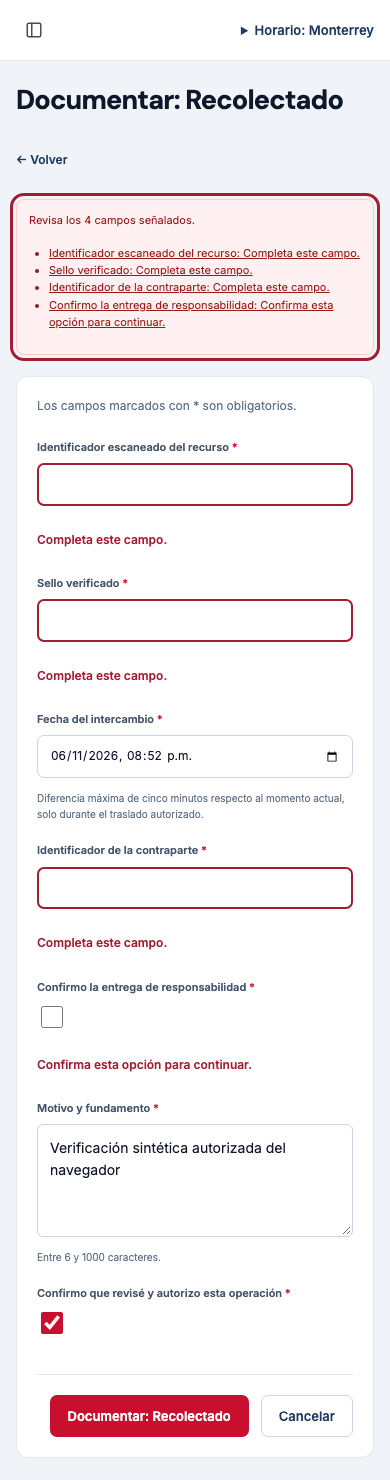 ▶ Horario: Monterrey
Documentar: Recolectado
← Volver
Revisa los 4 campos señalados.
• Identificador escaneado del recurso: Completa este campo.
• Sello verificado: Completa este campo.
• Identificador de la contraparte: Completa este campo.
• Confirmo la entrega de responsabilidad: Confirma esta
opción para continuar.
Los campos marcados con * son obligatorios.
Identificador escaneado del recurso *
Completa este campo.
Sello verificado *
Completa este campo.
Fecha del intercambio *
06/11/2026, 08:52 p.m.
Diferencia máxima de cinco minutos respecto al momento actual,
solo durante el traslado autorizado.
Identificador de la contraparte *
Completa este campo.
Confirmo la entrega de responsabilidad *
Confirma esta opción para continuar.
Motivo y fundamento *
Verificación sintética autorizada del
navegador
Entre 6 y 1000 caracteres.
Confirmo que revisé y autorizo esta operación *
Documentar: Recolectado
Cancelar